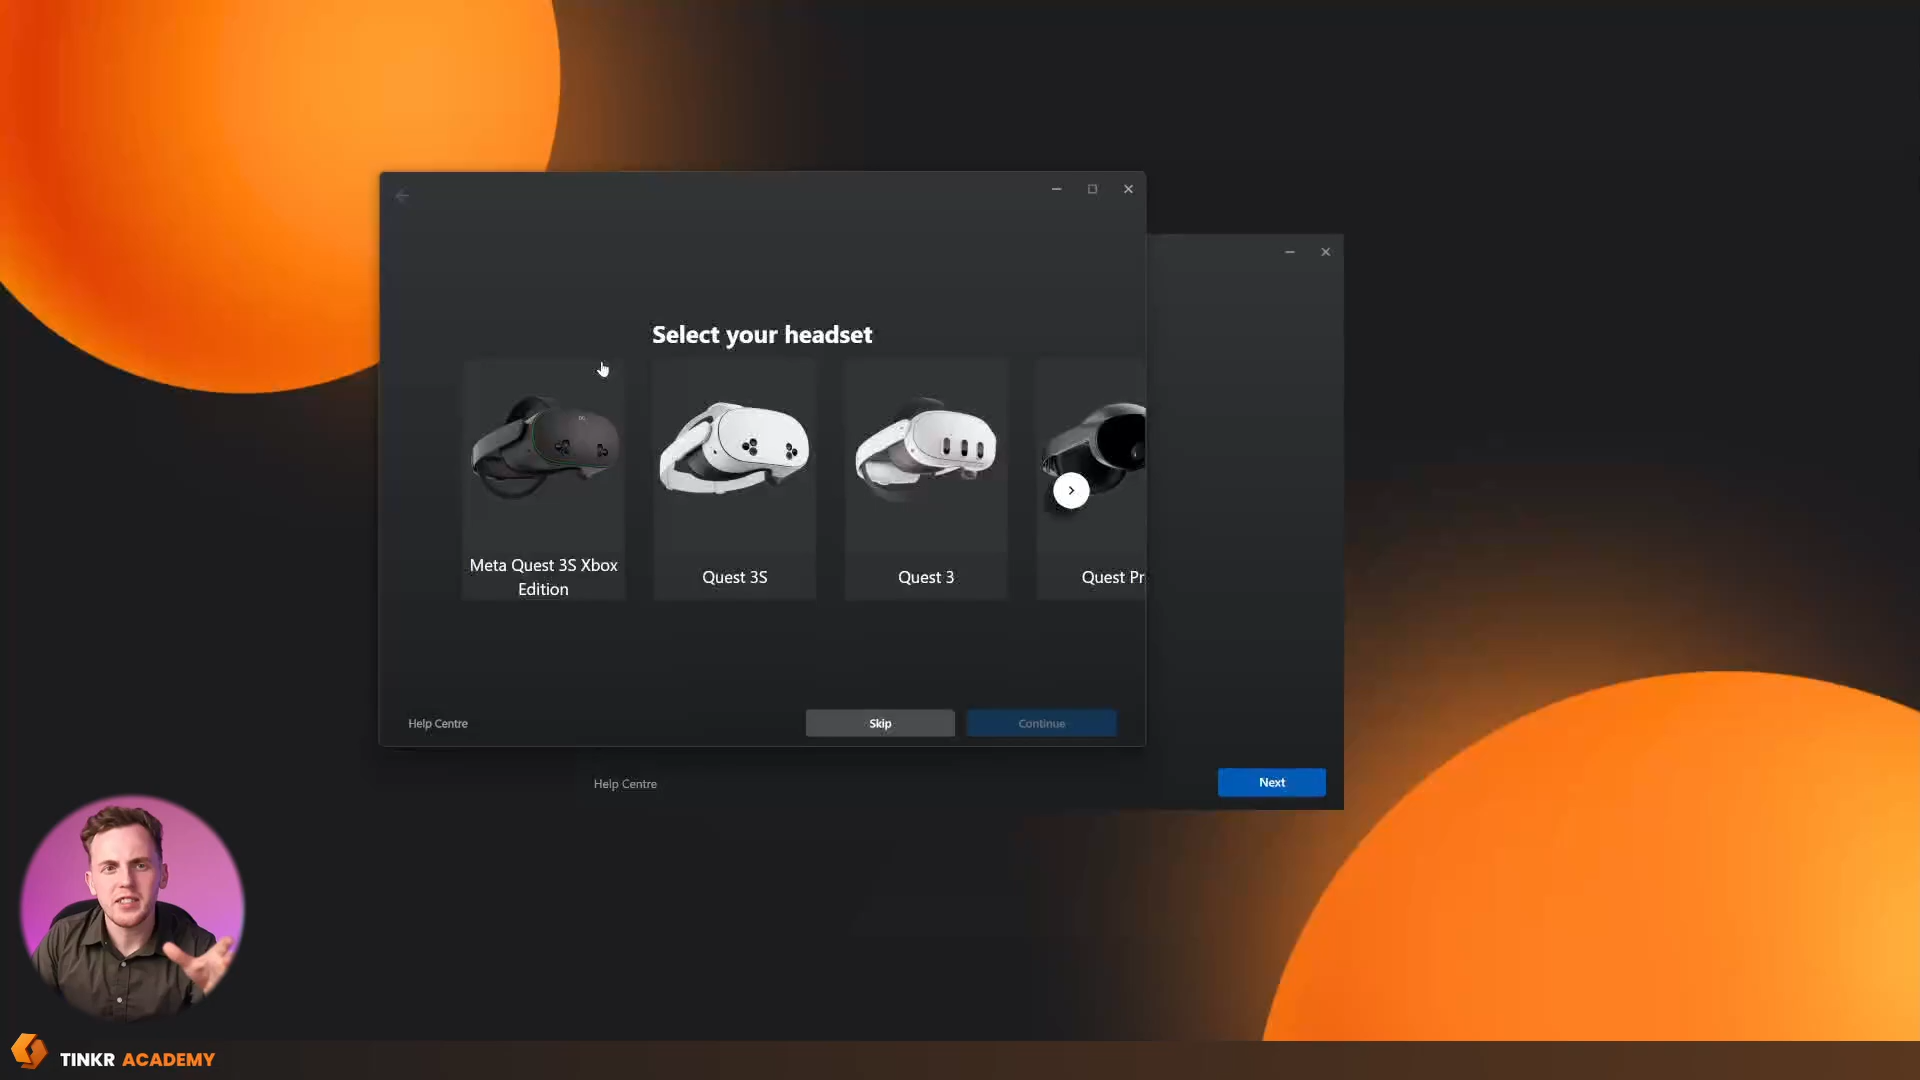 Select your headset
Meta Quest 3S Xbox
Edition
Quest 3S
Quest 3
Quest Pr
Help Centre
Skip
Continue
Help Centre
Next
TINKR ACADEMY